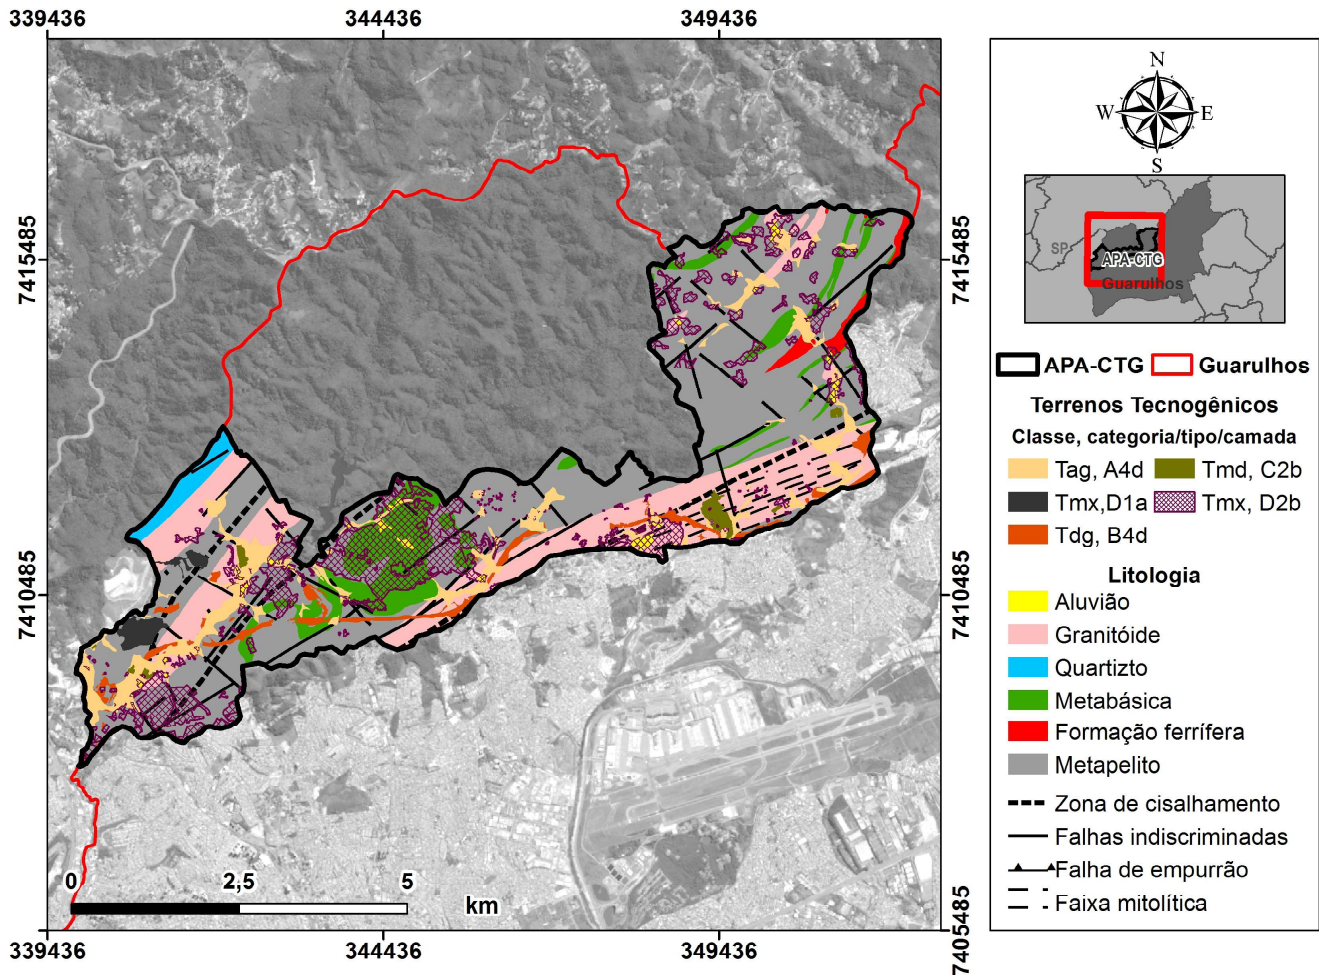 339436
344436
349436
7415485
7415485
7410485
7410485
7405485
0
2,5
5
km
339436
344436
349436
N
W
E
S
SP
APA-CTG
Guarulhos
APA-CTG
Guarulhos
Terrenos Tecnogênicos
Classe, categoria/tipo/camada
Tag, A4d
Tmd, C2b
Tmx,D1a
Tmx, D2b
Tdg, B4d
Litologia
Aluvião
Granitóide
Quartizto
Metabásica
Formação ferrífera
Metapelito
Zona de cisalhamento
Falhas indiscriminadas
Falha de empurrão
Faixa mitolítica